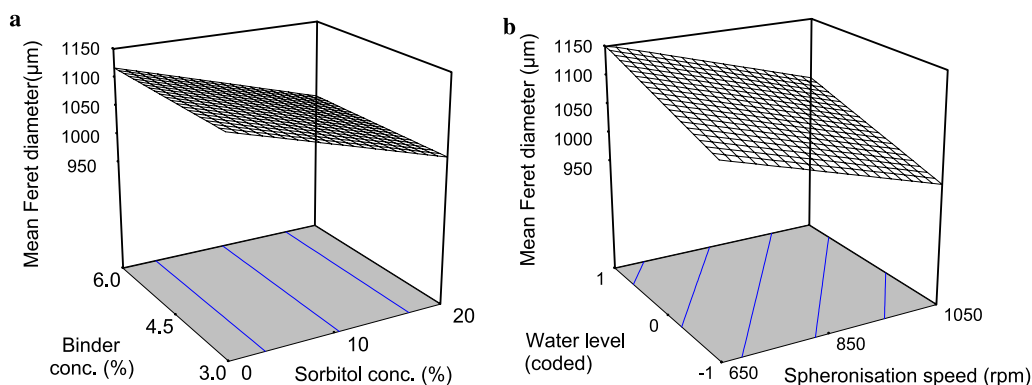 a
Mean Feret diameter(µm)
1150
1100
1050
1000
950
6.0
4.5
3.0
Binder
conc. (%)
0
10
20
Sorbitol conc. (%)
b
Mean Feret diameter (µm)
1150
1100
1050
1000
950
1
0
-1
Water level
(coded)
650
850
1050
Spheronisation speed (rpm)